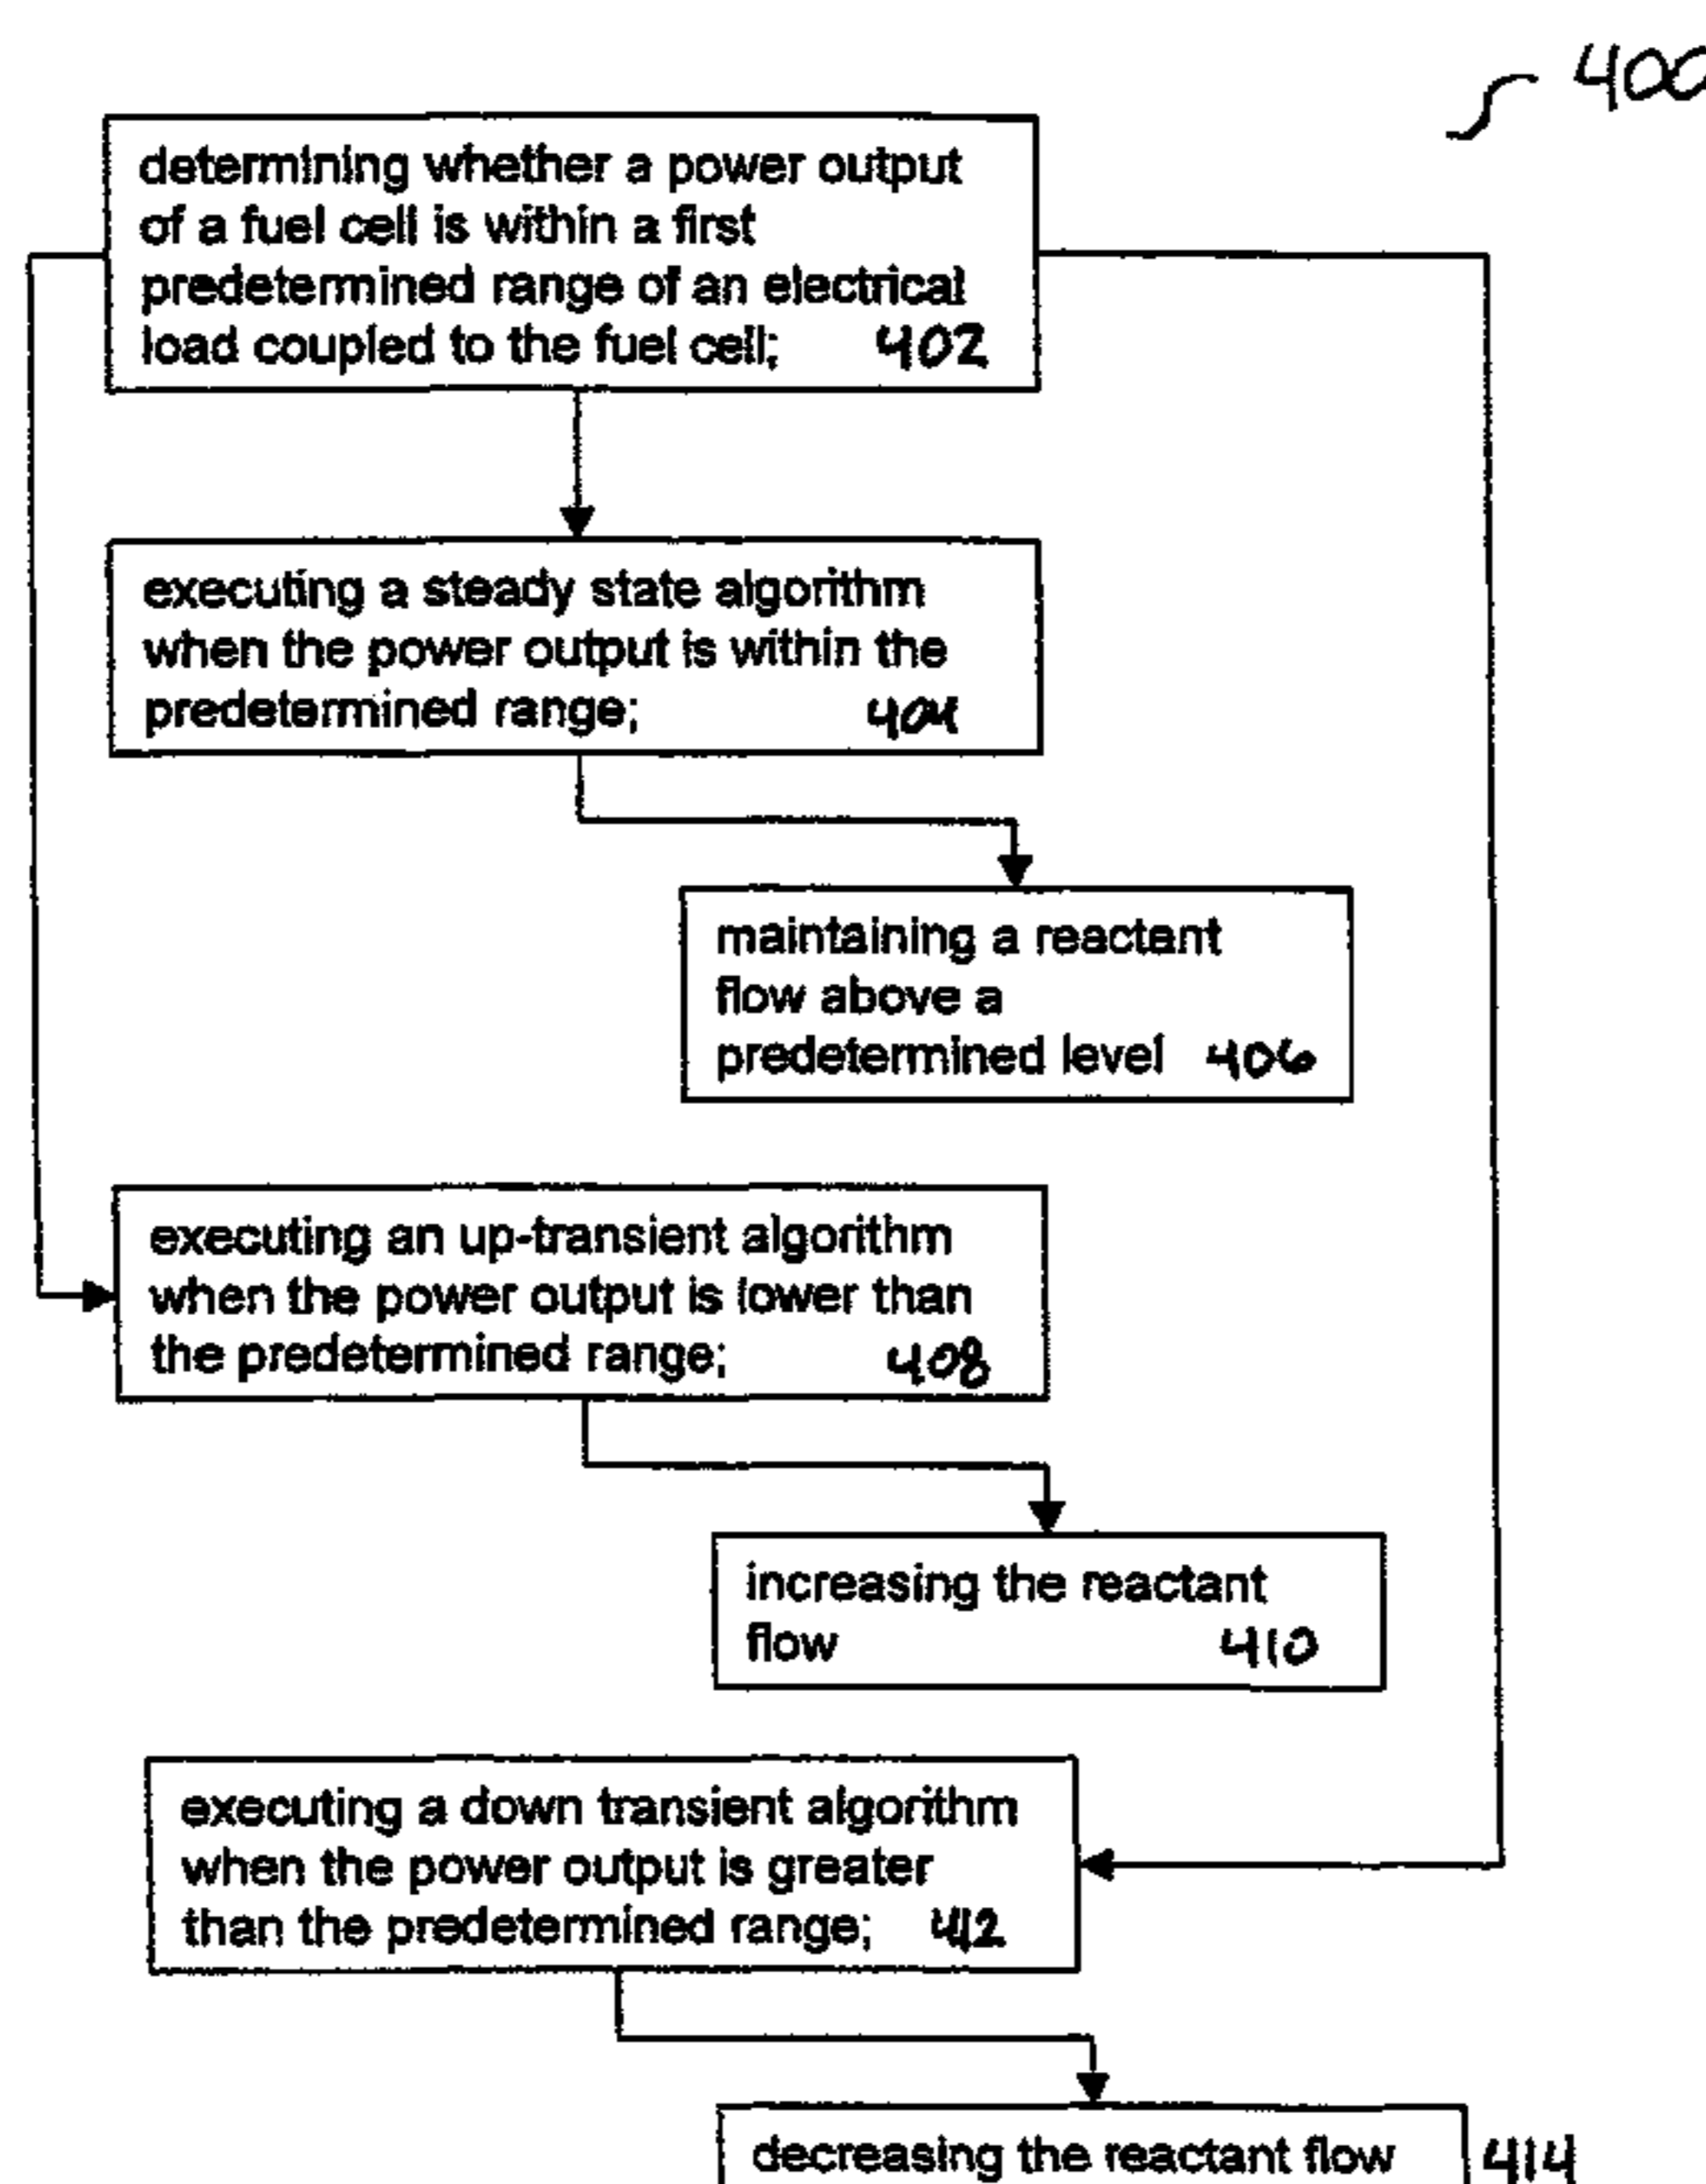 400
determining whether a power output
of a fuel cell is within a first
predetermined range of an electrical
load coupled to the fuel cell; 402
executing a steady state algorithm
when the power output is within the
predetermined range; 404
maintaining a reactant
flow above a
predetermined level 406
executing an up-transient algorithm
when the power output is lower than
the predetermined range; 408
increasing the reactant
flow 410
executing a down transient algorithm
when the power output is greater
than the predetermined range; 412
decreasing the reactant flow 414